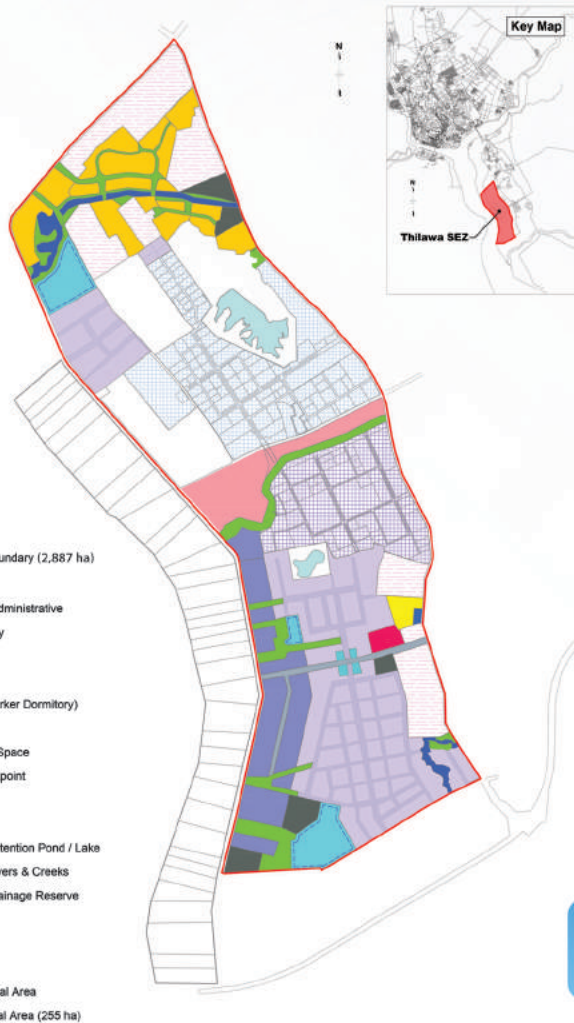 Key Map
N
N
Thilawa SEZ
undary (2,887 ha)
dministrative
y
rker Dormitory)
Space
point
tention Pond / Lake
vers & Creeks
ainage Reserve
al Area
al Area (255 ha)